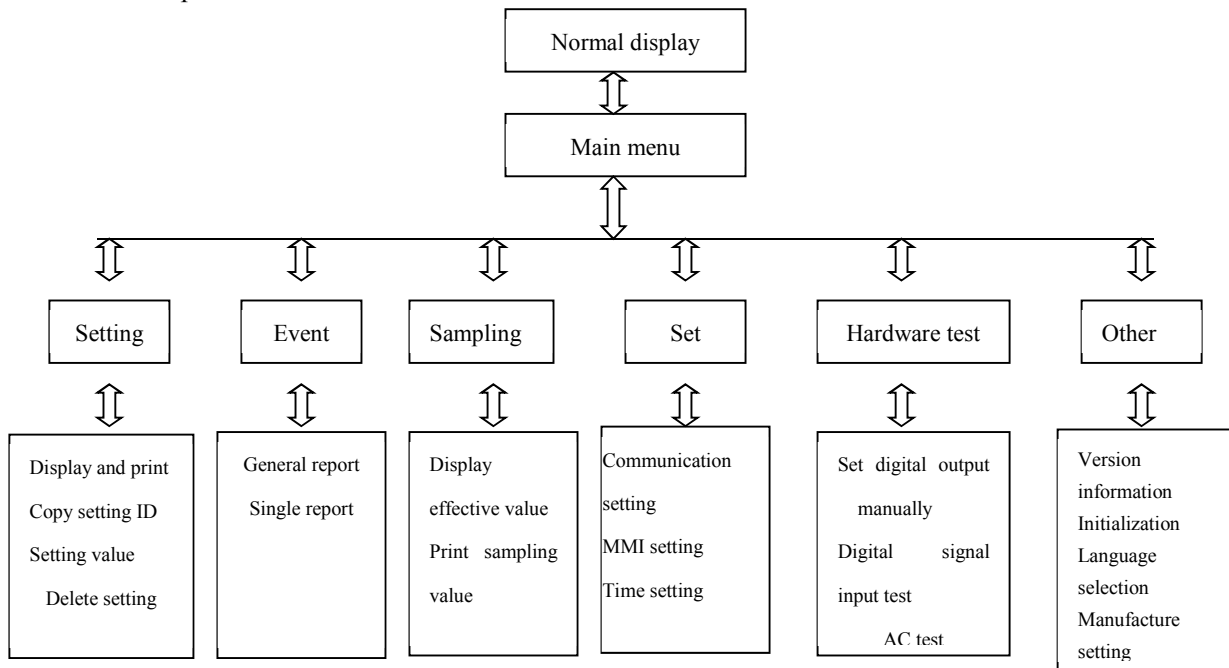 Normal display
Main menu
Setting
Event
Sampling
Set
Hardware test
Other
Display and print
Copy setting ID
Setting value
Delete setting
General report
Single report
Display
effective value
Print sampling
value
Communication
setting
MMI setting
Time setting
Set digital output
manually
Digital signal
input test
AC test
Version
information
Initialization
Language
selection
Manufacture
setting